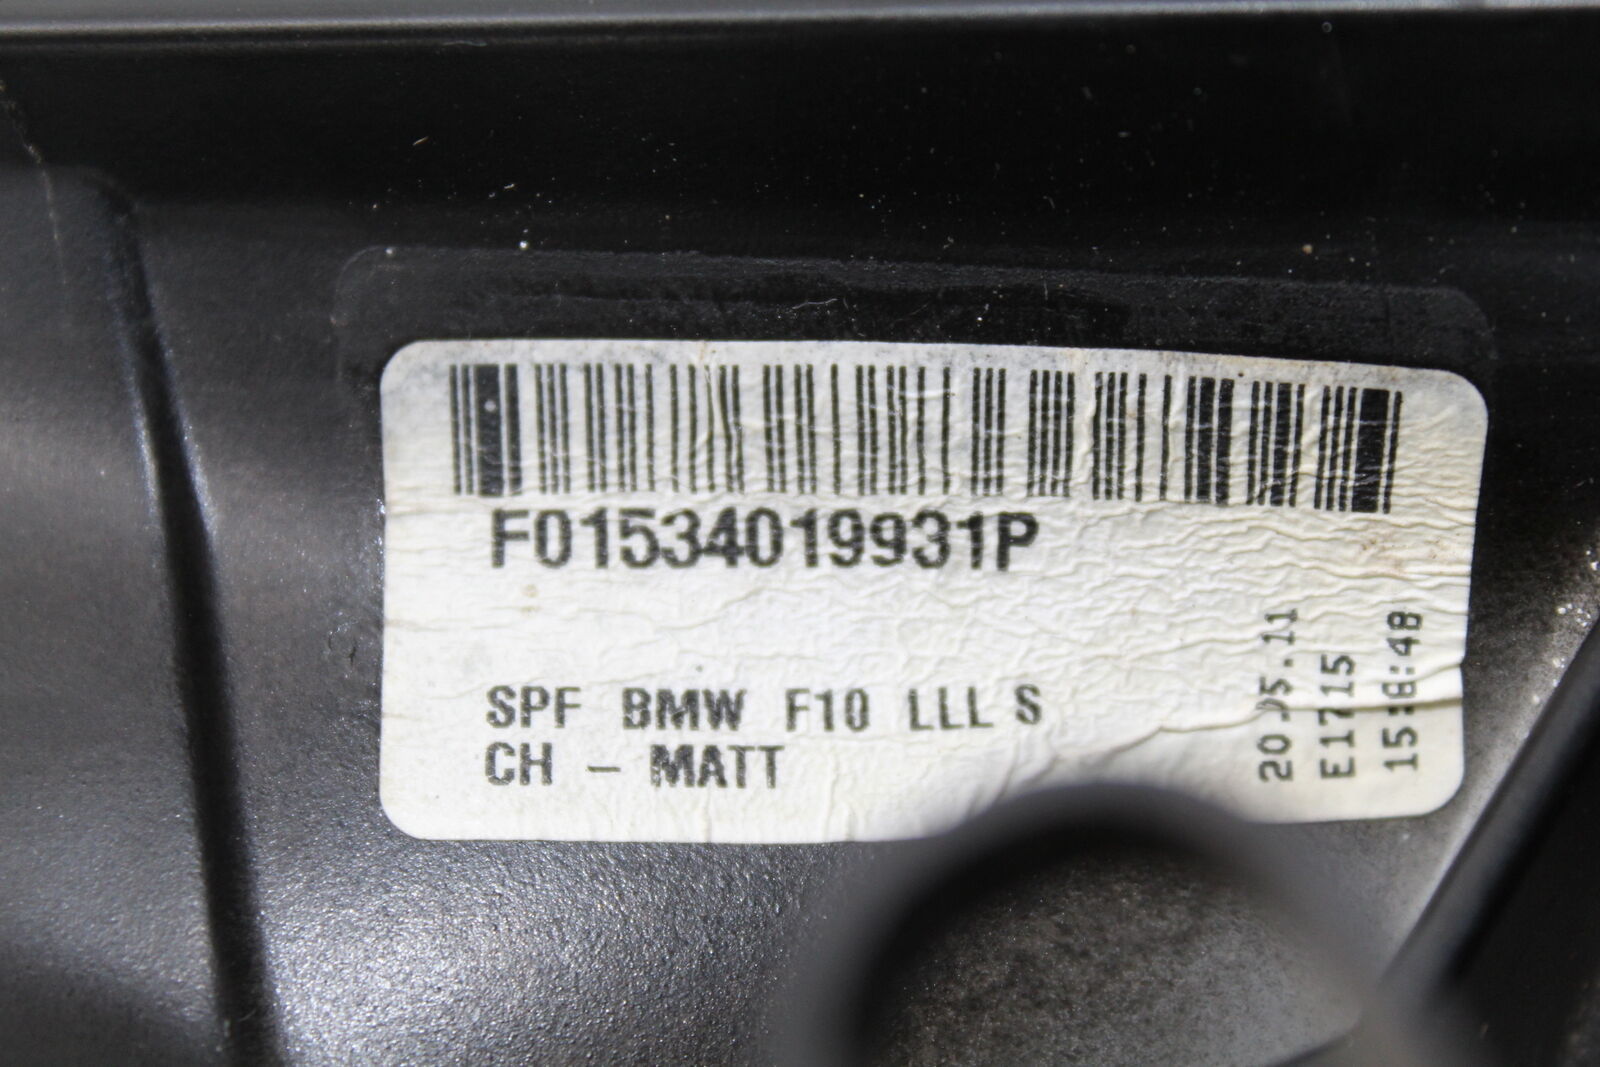 F01534019931P
SPF BMW F10 LLL S
CH - MATT
E1715